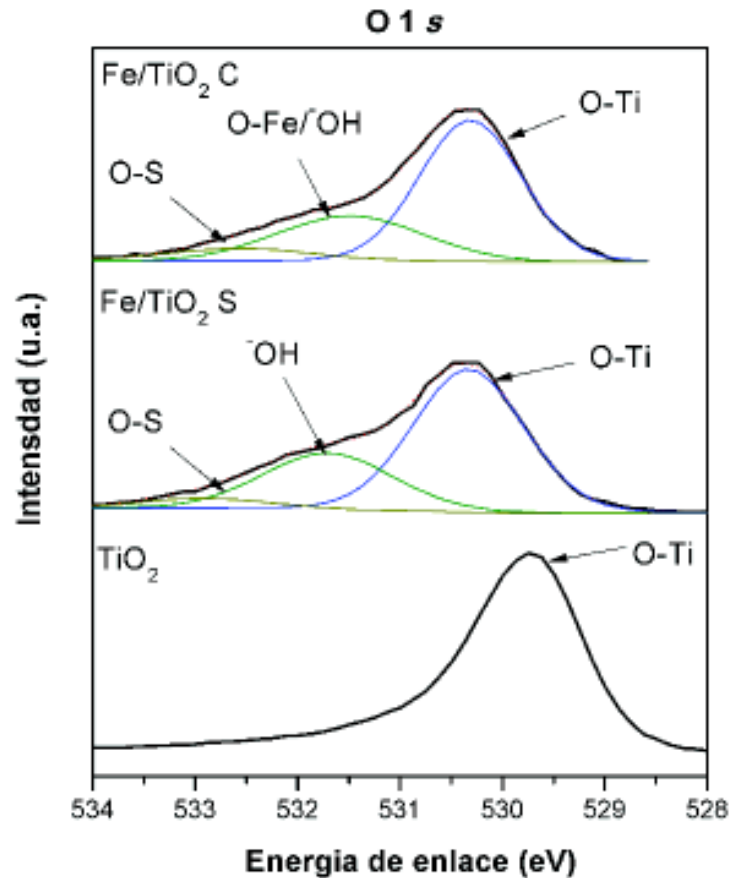 O 1 s
Fe/TiO₂ C
O-Ti
O-Fe/⁻OH
O-S
Fe/TiO₂ S
⁻OH
O-Ti
O-S
TiO₂
O-Ti
Intensdad (u.a.)
534 533 532 531 530 529 528
Energia de enlace (eV)